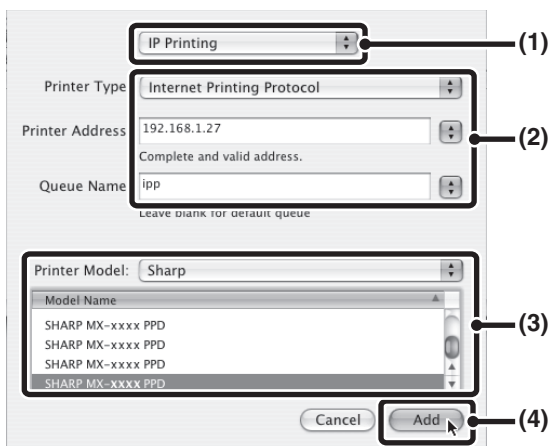 IP Printing
(1)
Printer Type Internet Printing Protocol
Printer Address 192.168.1.27
Complete and valid address.
(2)
Queue Name ipp
Leave blank for default queue
Printer Model: Sharp
Model Name
SHARP MX-xxxx PPD
SHARP MX-xxxx PPD
(3)
SHARP MX-xxxx PPD
SHARP MX-xxxx PPD
Cancel Add
(4)